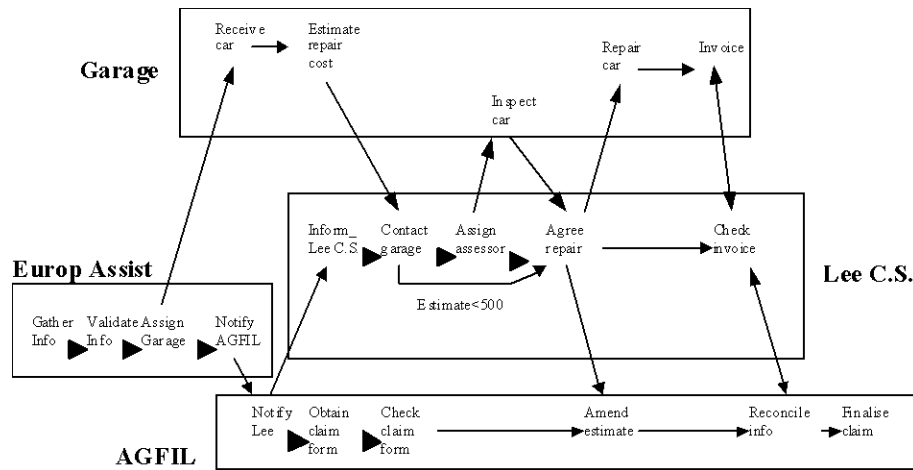 Receive
car
Estimate
repair
cost
Repair
car
Invoice
Garage
Inspect
car
Inform_
Lee C.S.
Contact
garage
Assign
assessor
Agree
repair
Check
invoice
Europ Assist
Lee C.S.
Estimate<500
Gather
Info
Validate
Info
Assign
Garage
Notify
AGFIL
Notify
Lee
Obtain
claim
form
Check
claim
form
Amend
estimate
Reconcile
info
Finalise
claim
AGFIL